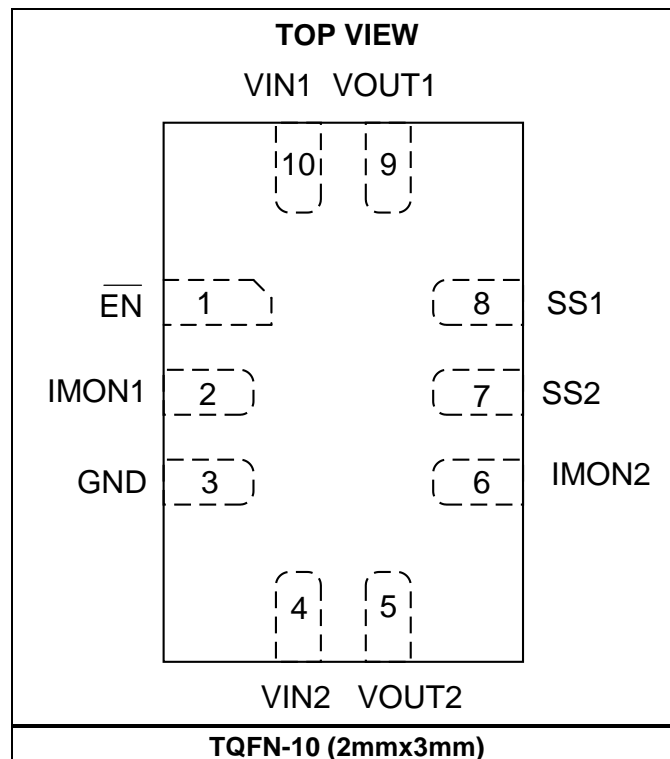 TOP VIEW
VIN1 VOUT1
10 9
EN 1 8 SS1
IMON1 2 7 SS2
GND 3 6 IMON2
4 5
VIN2 VOUT2
TQFN-10 (2mmx3mm)